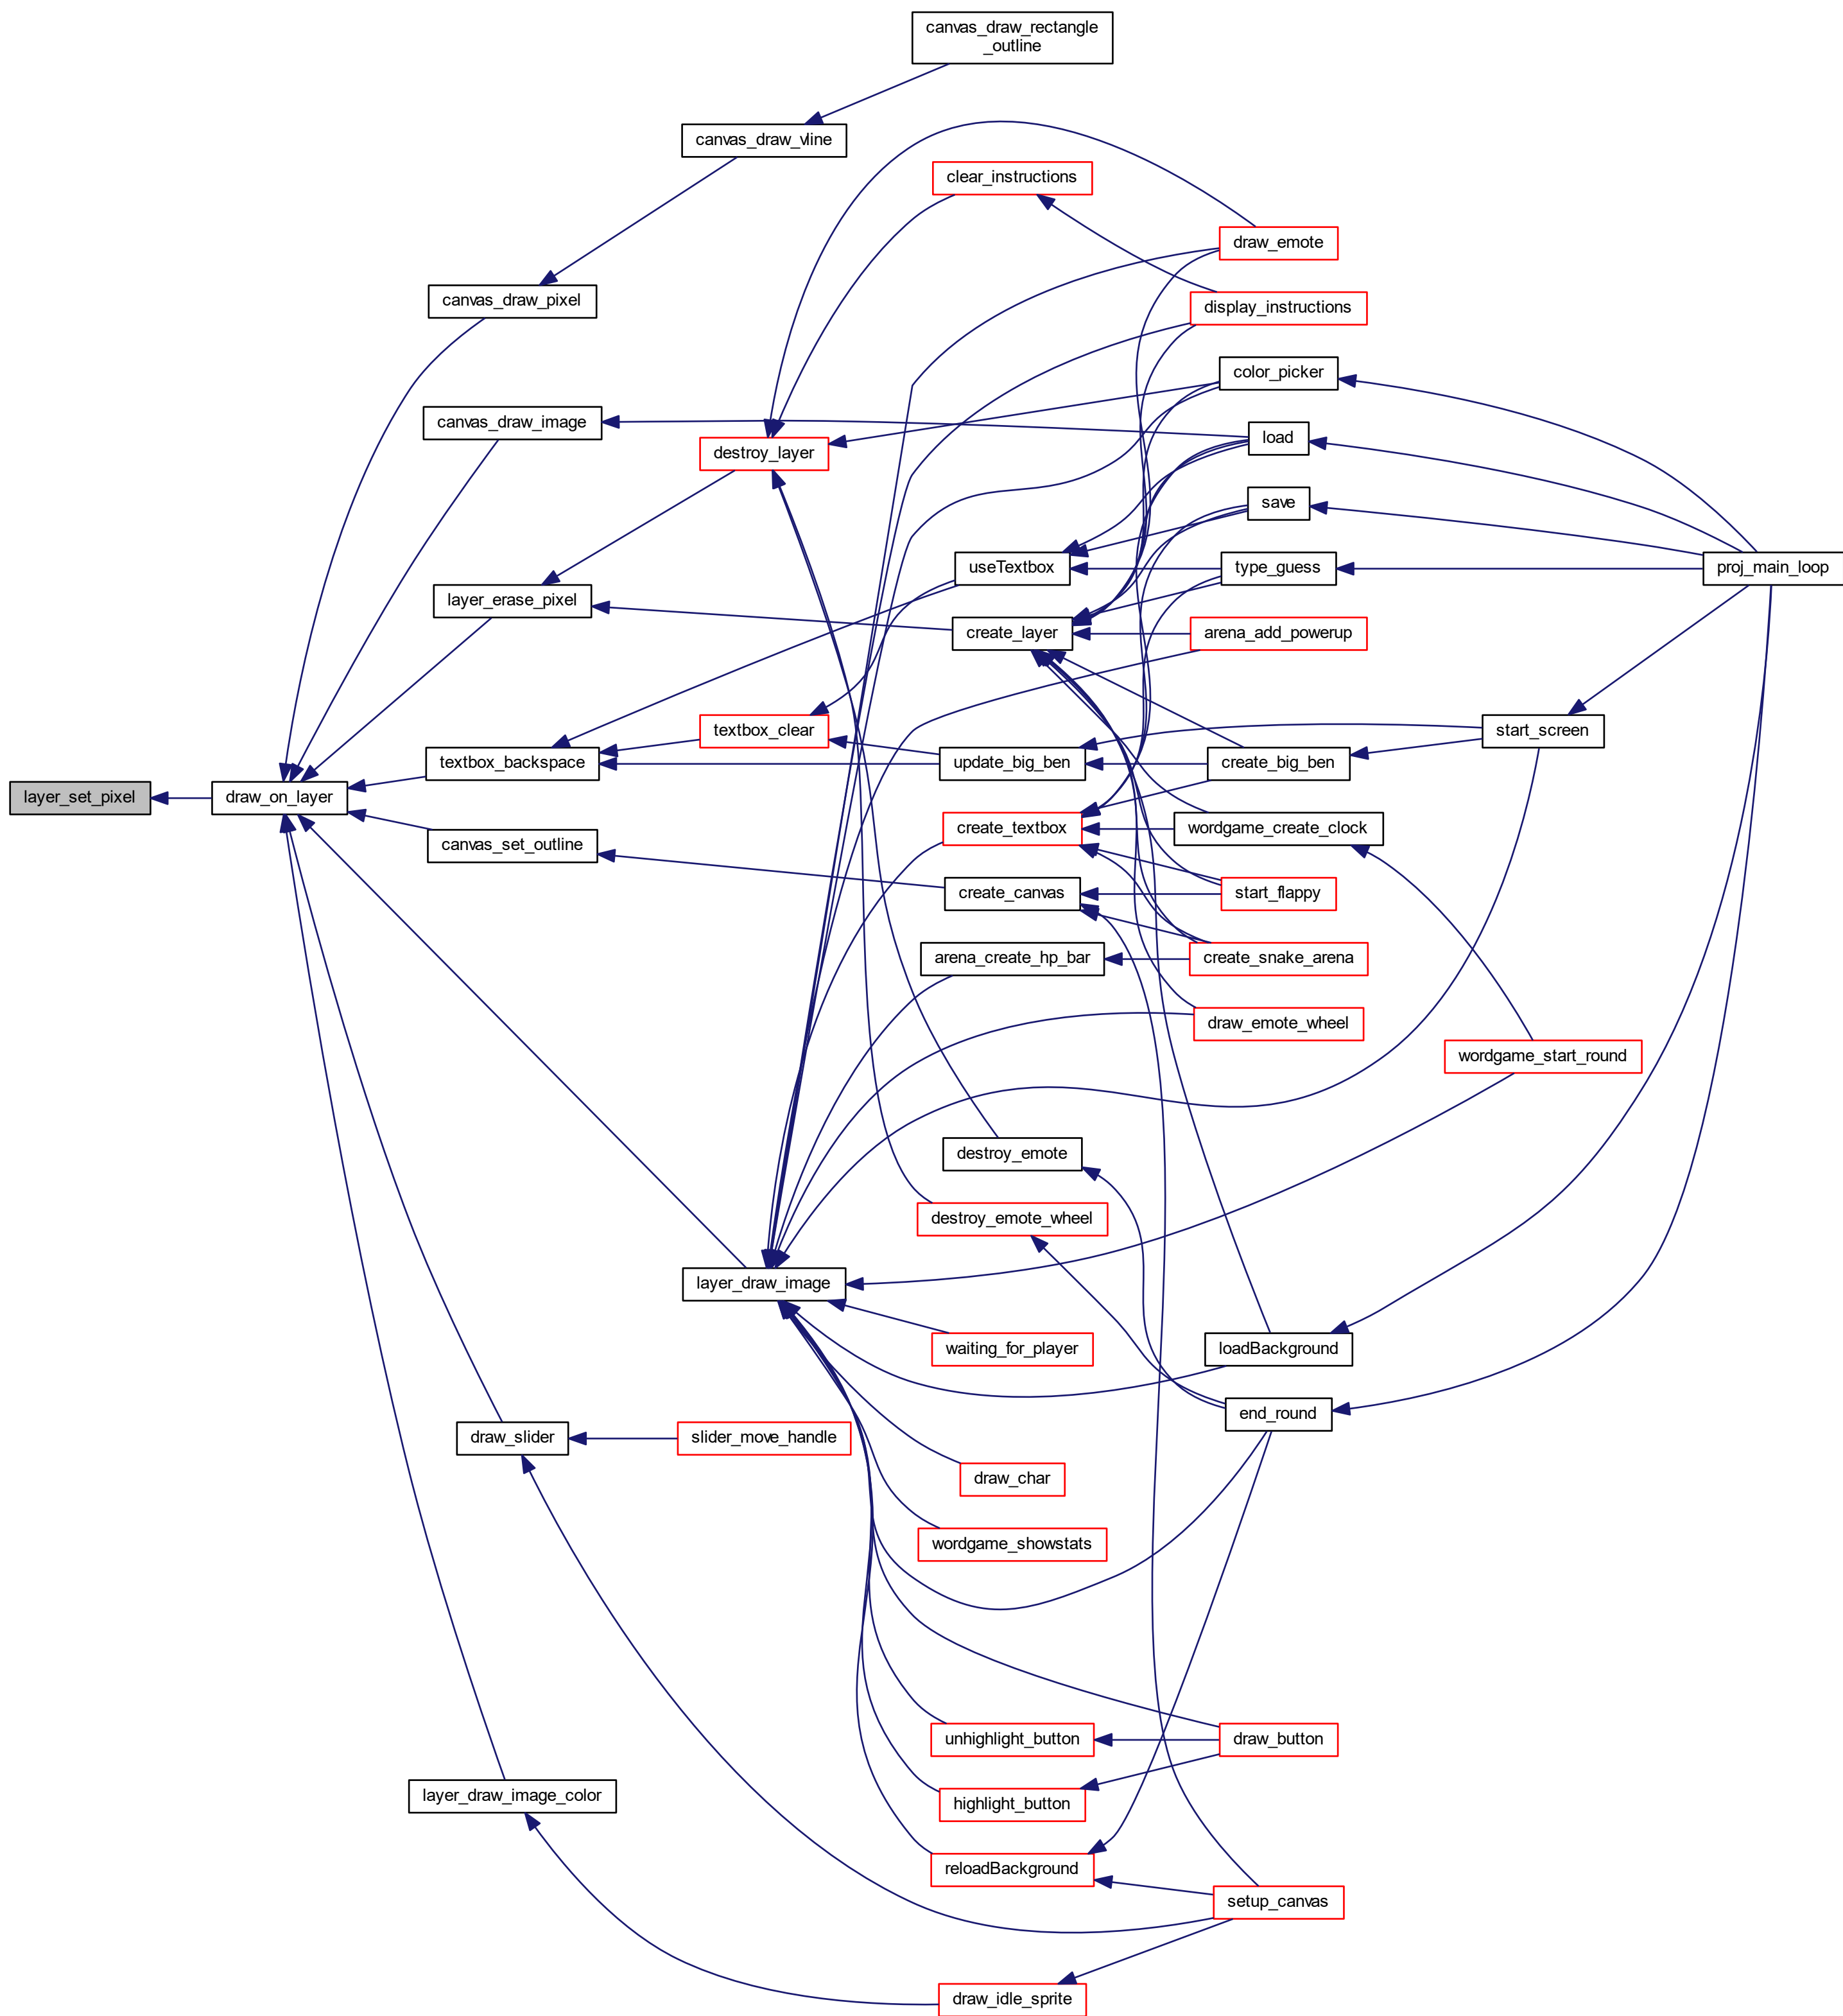 canvas_draw_rectangle
_outline
canvas_draw_vline
clear_instructions
draw_emote
canvas_draw_pixel
display_instructions
color_picker
canvas_draw_image
load
destroy_layer
save
useTextbox
type_guess
proj_main_loop
layer_erase_pixel
create_layer
arena_add_powerup
textbox_clear
start_screen
textbox_backspace
update_big_ben
create_big_ben
layer_set_pixel
draw_on_layer
create_textbox
wordgame_create_clock
canvas_set_outline
create_canvas
start_flappy
arena_create_hp_bar
create_snake_arena
draw_emote_wheel
wordgame_start_round
destroy_emote
destroy_emote_wheel
layer_draw_image
waiting_for_player
loadBackground
end_round
draw_slider
slider_move_handle
draw_char
wordgame_showstats
unhighlight_button
draw_button
layer_draw_image_color
highlight_button
reloadBackground
setup_canvas
draw_idle_sprite